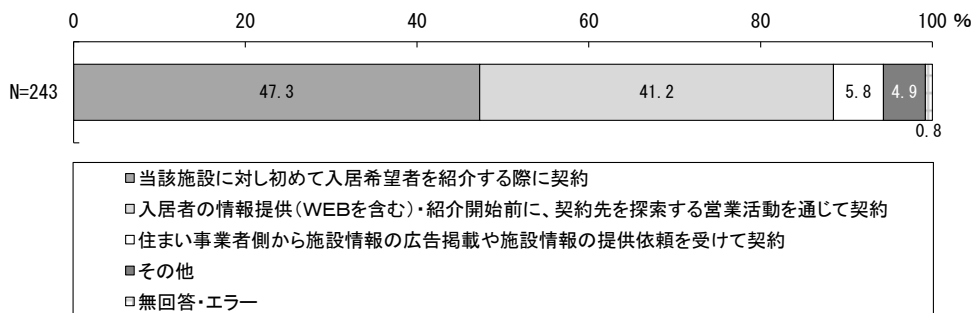 0 20 40 60 80 100 %
N=243 47.3 41.2 5.8 4.9
0.8
■当該施設に対し初めて入居希望者を紹介する際に契約
□入居者の情報提供(WEBを含む)・紹介開始前に、契約先を探索する営業活動を通じて契約
□住まい事業者側から施設情報の広告掲載や施設情報の提供依頼を受けて契約
■その他
□無回答・エラー